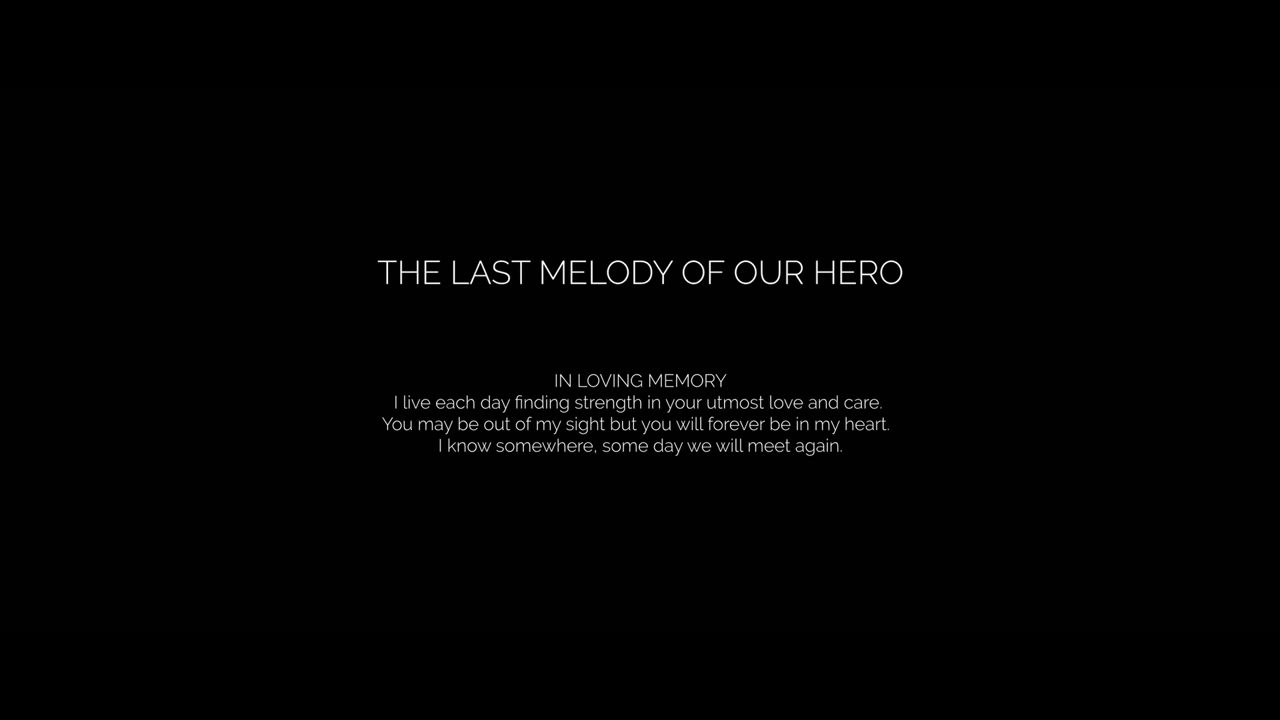 THE LAST MELODY OF OUR HERO
IN LOVING MEMORY
I live each day finding strength in your utmost love and care.
You may be out of my sight but you will forever be in my heart.
I know somewhere, some day we will meet again.